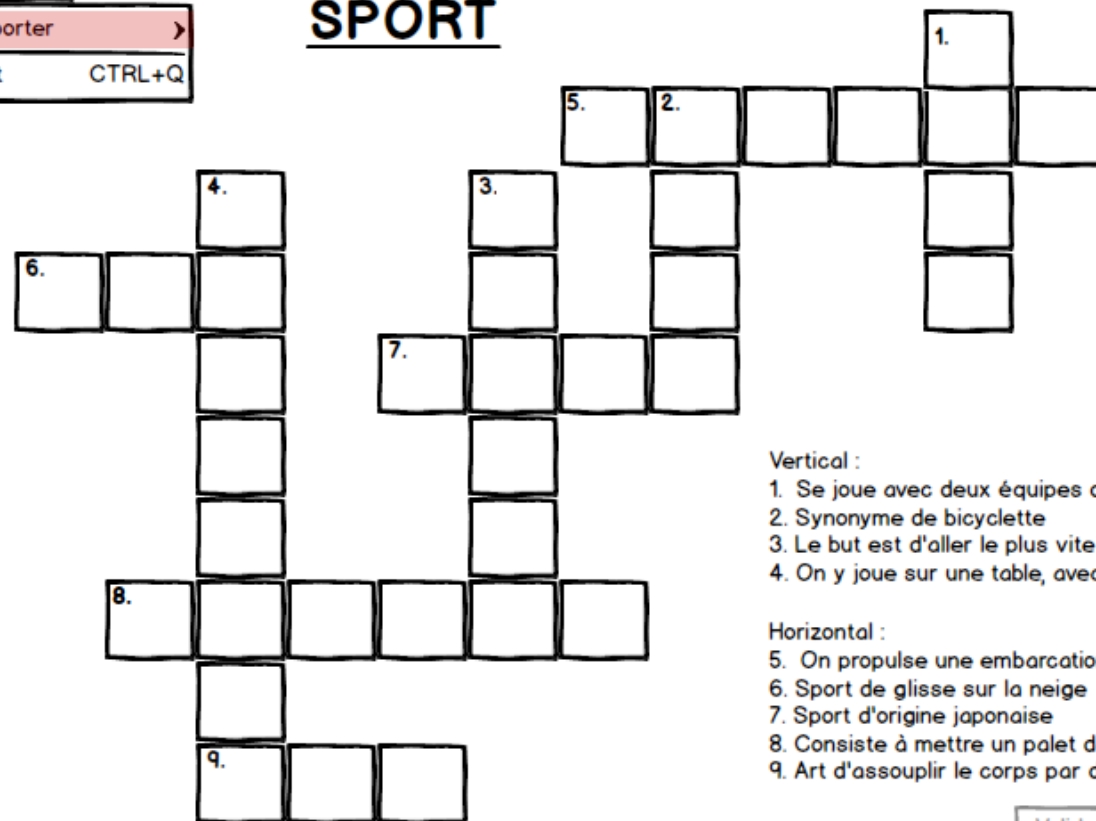 SPORT
CTRL+Q
1.
5. 2.
4. 3.
6.
7.
Vertical :
1. Se joue avec deux équipes
2. Synonyme de bicyclette
3. Le but est d'aller le plus vite
4. On y joue sur une table, avec
8.
Horizontal :
5. On propulse une
6. Sport de glisse sur la neige
7. Sport d'origine japonaise
8. Consiste à mettre un palet
9. Art d'assouplir le corps par
9.